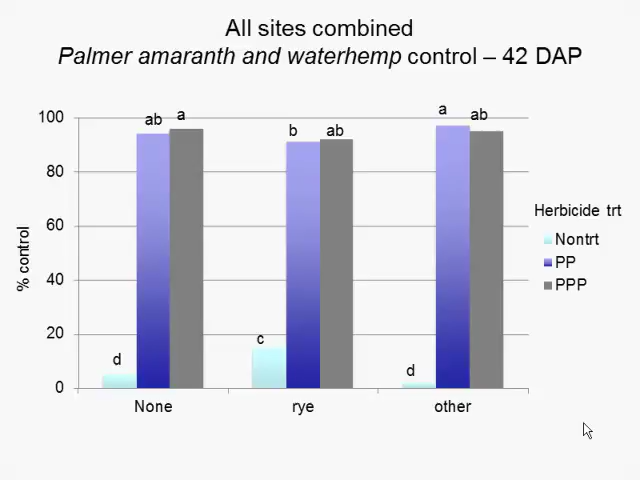 All sites combined
Palmer amaranth and waterhemp control – 42 DAP
100
80
60
40
20
0
% control
d
ab
a
c
b
ab
d
a
ab
None
rye
other
Herbicide trt
Nontrt
PP
PPP